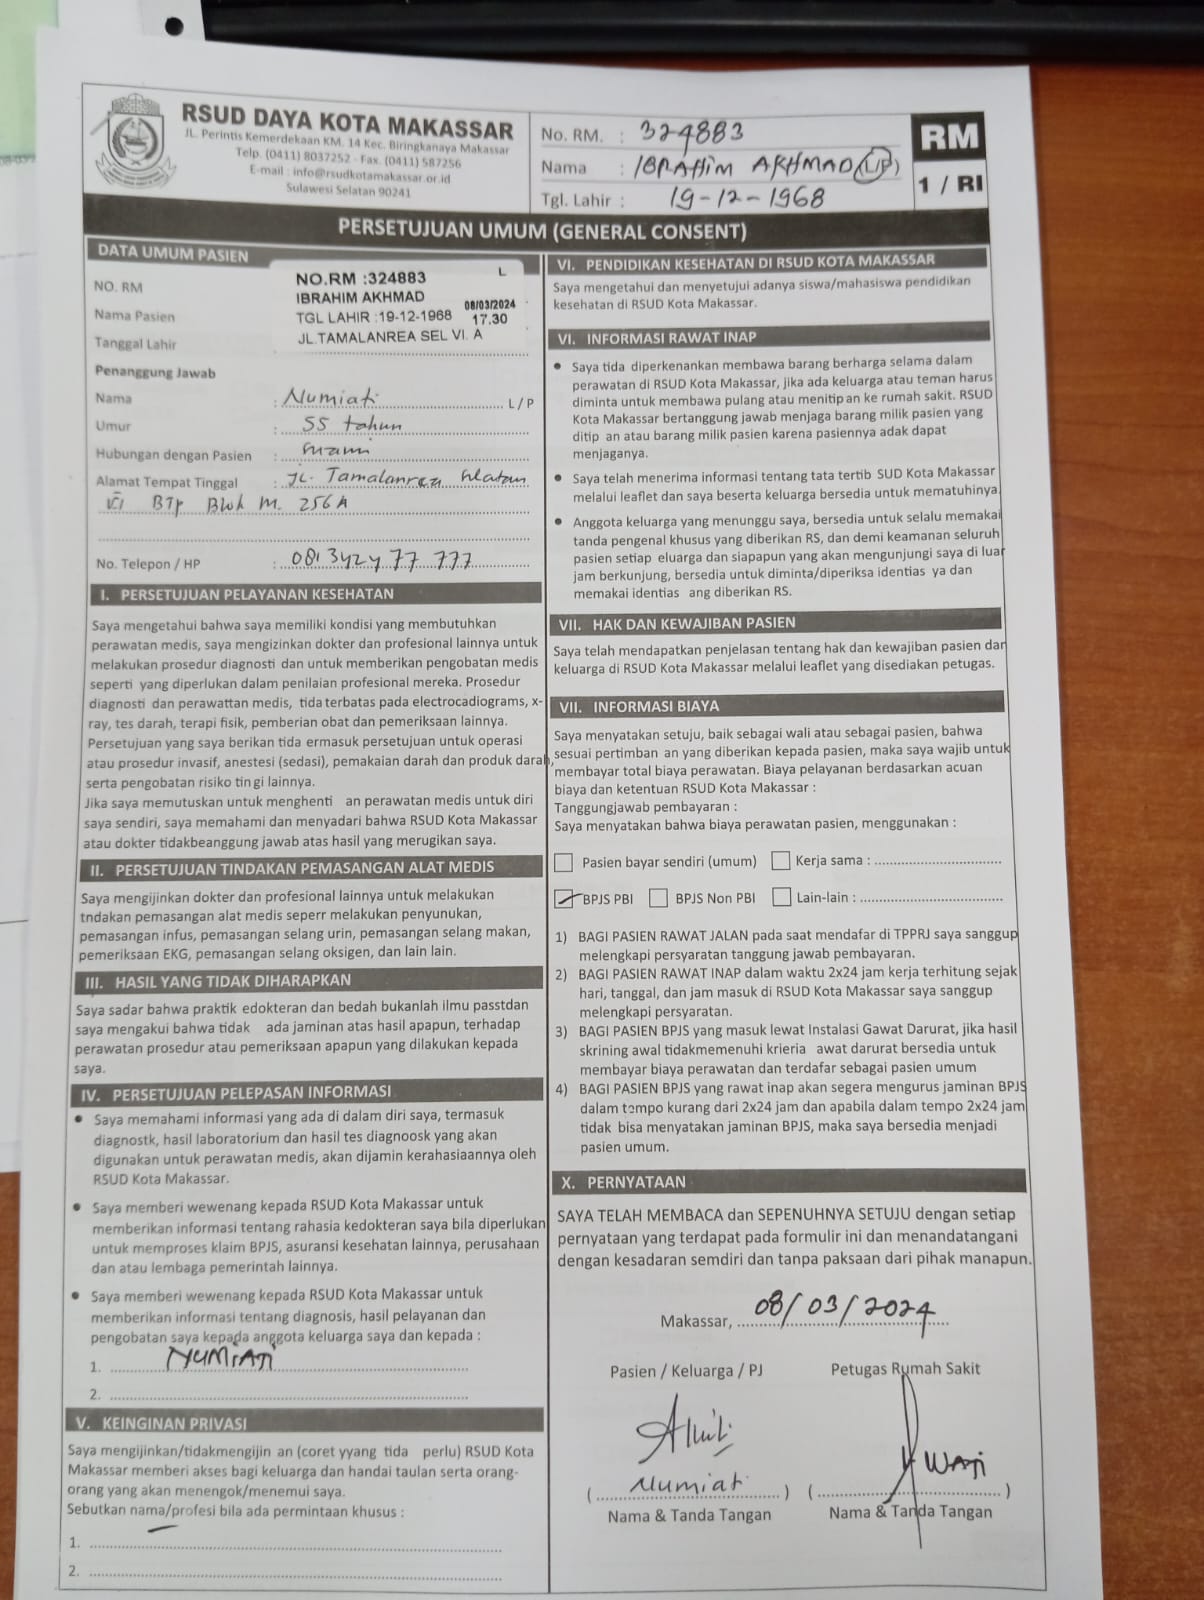 RSUD DAYA KOTA MAKASSAR
JL. Perintis Kemerdekaan KM. 14 Kec. Biringkanaya Makassar
Telp. (0411) 8037252 - Fax. (0411) 587256
E-mail : info@rsudkotamakassar.or.id
Sulawesi Selatan 90241
No. RM. : 324883
Nama : IBRAHIM AKHMAD (L/P)
Tgl. Lahir : 19-12-1968
RM
1 / RI
PERSETUJUAN UMUM (GENERAL CONSENT)
DATA UMUM PASIEN
NO. RM
Nama Pasien
Tanggal Lahir
NO.RM :324883 L
IBRAHIM AKHMAD 08/03/2024
TGL LAHIR :19-12-1968 17.30
JL.TAMALANREA SEL VI. A
Penanggung Jawab
Nama : Numiati L/P
Umur : 55 tahun
Hubungan dengan Pasien : suami
Alamat Tempat Tinggal : Jl. Tamalanrea Selatan
VI BTP Blok M. 256A
No. Telepon / HP :
I. PERSETUJUAN PELAYANAN KESEHATAN
Saya mengetahui bahwa saya memiliki kondisi yang membutuhkan
perawatan medis, saya mengizinkan dokter dan profesional lainnya untuk
melakukan prosedur diagnosti dan untuk memberikan pengobatan medis
seperti yang diperlukan dalam penilaian profesional mereka. Prosedur
diagnosti dan perawattan medis, tida terbatas pada electrocadiograms, x-
ray, tes darah, terapi fisik, pemberian obat dan pemeriksaan lainnya.
Persetujuan yang saya berikan tida ermasuk persetujuan untuk operasi
atau prosedur invasif, anestesi (sedasi), pemakaian darah dan produk darah,
serta pengobatan risiko tin gi lainnya.
Jika saya memutuskan untuk menghenti an perawatan medis untuk diri
saya sendiri, saya memahami dan menyadari bahwa RSUD Kota Makassar
atau dokter tidakbeanggung jawab atas hasil yang merugikan saya.
II. PERSETUJUAN TINDAKAN PEMASANGAN ALAT MEDIS
Saya mengijinkan dokter dan profesional lainnya untuk melakukan
tndakan pemasangan alat medis seperr melakukan penyunukan,
pemasangan infus, pemasangan selang urin, pemasangan selang makan,
pemeriksaan EKG, pemasangan selang oksigen, dan lain lain.
III. HASIL YANG TIDAK DIHARAPKAN
Saya sadar bahwa praktik edokteran dan bedah bukanlah ilmu passtdan
saya mengakui bahwa tidak ada jaminan atas hasil apapun, terhadap
perawatan prosedur atau pemeriksaan apapun yang dilakukan kepada
saya.
IV. PERSETUJUAN PELEPASAN INFORMASI
• Saya memahami informasi yang ada di dalam diri saya, termasuk
diagnostk, hasil laboratorium dan hasil tes diagnoosk yang akan
digunakan untuk perawatan medis, akan dijamin kerahasiaannya oleh
RSUD Kota Makassar.
• Saya memberi wewenang kepada RSUD Kota Makassar untuk
memberikan informasi tentang rahasia kedokteran saya bila diperlukan
untuk memproses klaim BPJS, asuransi kesehatan lainnya, perusahaan
dan atau lembaga pemerintah lainnya.
• Saya memberi wewenang kepada RSUD Kota Makassar untuk
memberikan informasi tentang diagnosis, hasil pelayanan dan
pengobatan saya kepada anggota keluarga saya dan kepada :
1. NUMIATI
2.
V. KEINGINAN PRIVASI
Saya mengijinkan/tidakmengijin an (coret yyang tida perlu) RSUD Kota
Makassar memberi akses bagi keluarga dan handai taulan serta orang-
orang yang akan menengok/menemui saya.
Sebutkan nama/profesi bila ada permintaan khusus :
1.
2.
VI. PENDIDIKAN KESEHATAN DI RSUD KOTA MAKASSAR
Saya mengetahui dan menyetujui adanya siswa/mahasiswa pendidikan
kesehatan di RSUD Kota Makassar.
VI. INFORMASI RAWAT INAP
• Saya tida diperkenankan membawa barang berharga selama dalam
perawatan di RSUD Kota Makassar, jika ada keluarga atau teman harus
diminta untuk membawa pulang atau menitip an ke rumah sakit. RSUD
Kota Makassar bertanggung jawab menjaga barang milik pasien yang
ditip an atau barang milik pasien karena pasiennya adak dapat
menjaganya.
• Saya telah menerima informasi tentang tata tertib SUD Kota Makassar
melalui leaflet dan saya beserta keluarga bersedia untuk mematuhinya.
• Anggota keluarga yang menunggu saya, bersedia untuk selalu memakai
tanda pengenal khusus yang diberikan RS, dan demi keamanan seluruh
pasien setiap eluarga dan siapapun yang akan mengunjungi saya di luar
jam berkunjung, bersedia untuk diminta/diperiksa identias ya dan
memakai identias ang diberikan RS.
VII. HAK DAN KEWAJIBAN PASIEN
Saya telah mendapatkan penjelasan tentang hak dan kewajiban pasien dan
keluarga di RSUD Kota Makassar melalui leaflet yang disediakan petugas.
VII. INFORMASI BIAYA
Saya menyatakan setuju, baik sebagai wali atau sebagai pasien, bahwa
sesuai pertimban an yang diberikan kepada pasien, maka saya wajib untuk
membayar total biaya perawatan. Biaya pelayanan berdasarkan acuan
biaya dan ketentuan RSUD Kota Makassar :
Tanggungjawab pembayaran :
Saya menyatakan bahwa biaya perawatan pasien, menggunakan :
Pasien bayar sendiri (umum) Kerja sama :
BPJS PBI BPJS Non PBI Lain-lain :
1) BAGI PASIEN RAWAT JALAN pada saat mendafar di TPPRJ saya sanggup
melengkapi persyaratan tanggung jawab pembayaran.
2) BAGI PASIEN RAWAT INAP dalam waktu 2x24 jam kerja terhitung sejak
hari, tanggal, dan jam masuk di RSUD Kota Makassar saya sanggup
melengkapi persyaratan.
3) BAGI PASIEN BPJS yang masuk lewat Instalasi Gawat Darurat, jika hasil
skrining awal tidakmemenuhi krieria awat darurat bersedia untuk
membayar biaya perawatan dan terdafar sebagai pasien umum
4) BAGI PASIEN BPJS yang rawat inap akan segera mengurus jaminan BPJS
dalam tempo kurang dari 2x24 jam dan apabila dalam tempo 2x24 jam
tidak bisa menyatakan jaminan BPJS, maka saya bersedia menjadi
pasien umum.
X. PERNYATAAN
SAYA TELAH MEMBACA dan SEPENUHNYA SETUJU dengan setiap
pernyataan yang terdapat pada formulir ini dan menandatangani
dengan kesadaran semdiri dan tanpa paksaan dari pihak manapun.
Makassar, 08/03/2024
Pasien / Keluarga / PJ Petugas Rumah Sakit
( Numiati ) ( WATI )
Nama & Tanda Tangan Nama & Tanda Tangan